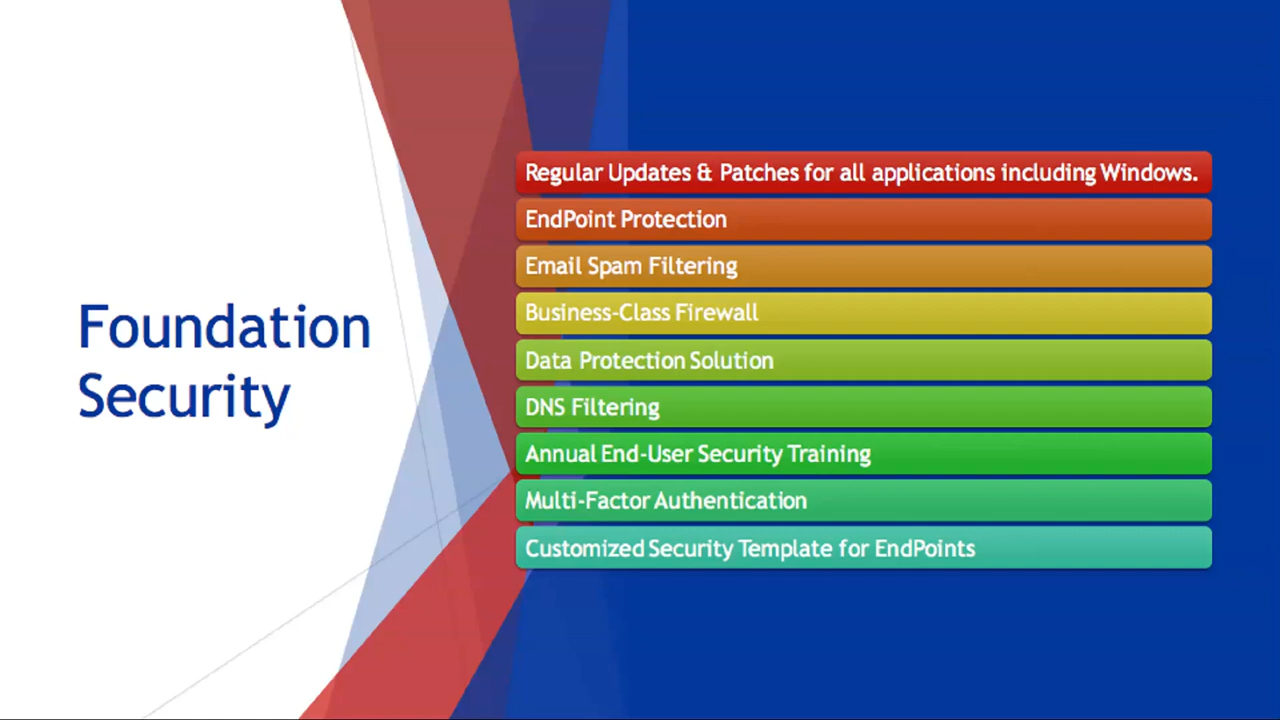 Foundation
Security
Regular Updates & Patches for all applications including Windows.
EndPoint Protection
Email Spam Filtering
Business-Class Firewall
Data Protection Solution
DNS Filtering
Annual End-User Security Training
Multi-Factor Authentication
Customized Security Template for EndPoints